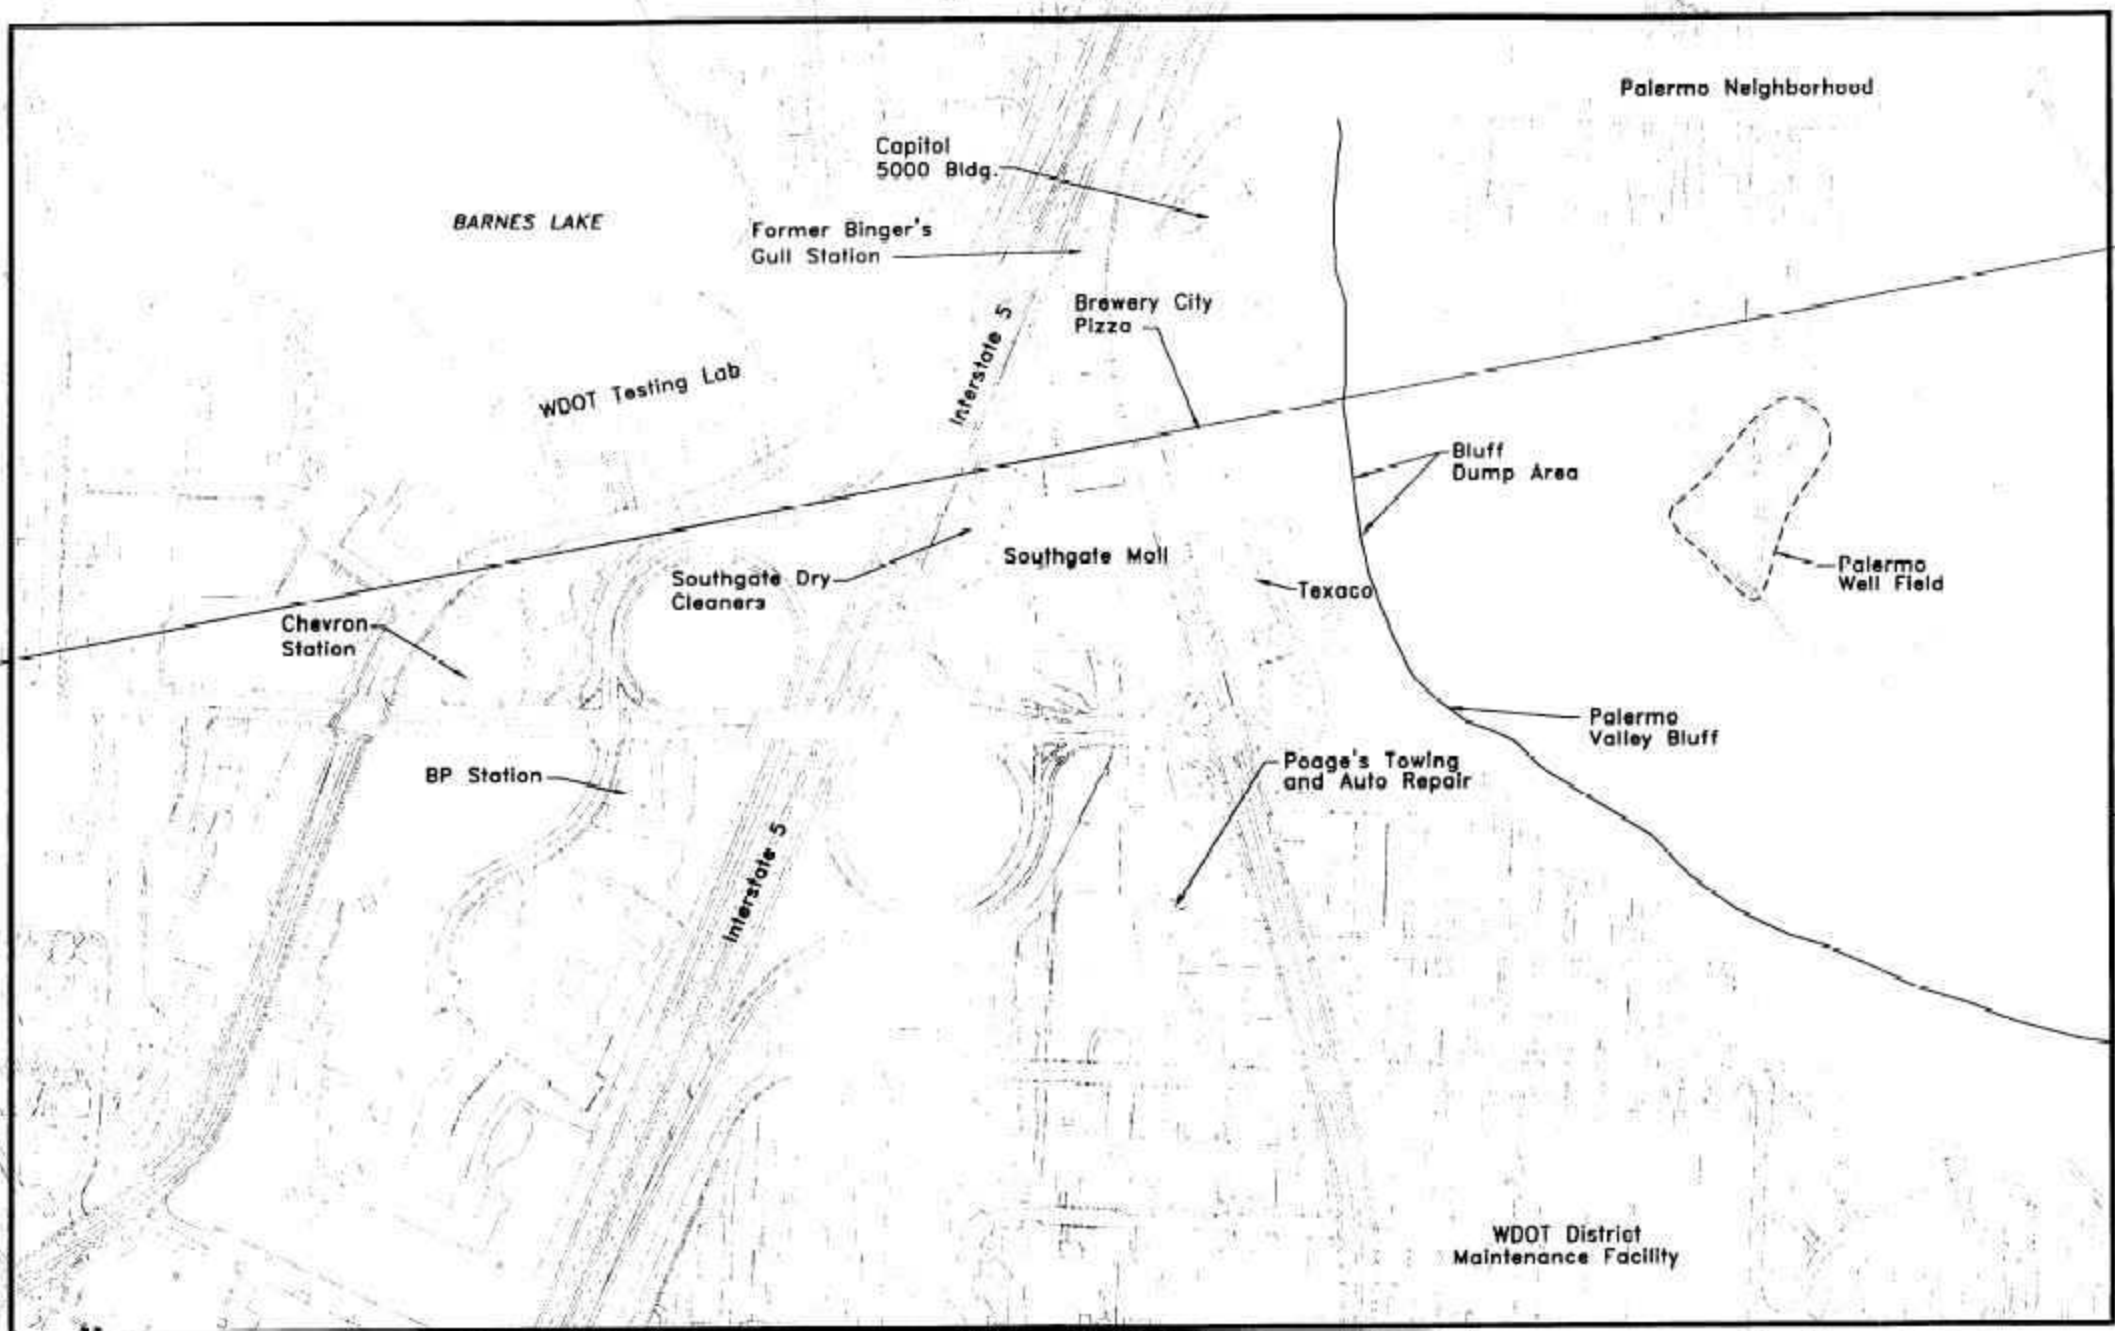 Palermo Neighborhood
Capitol
5000 Bldg.
BARNES LAKE
Former Binger's
Gull Station
Brewery City
Pizza
Interstate 5
WDOT Testing Lab
Bluff
Dump Area
Southgate Mall
Palermo
Well Field
Southgate Dry
Cleaners
Texaco
Chevron
Station
Palermo
Valley Bluff
BP Station
Poage's Towing
and Auto Repair
Interstate 5
WDOT District
Maintenance Facility